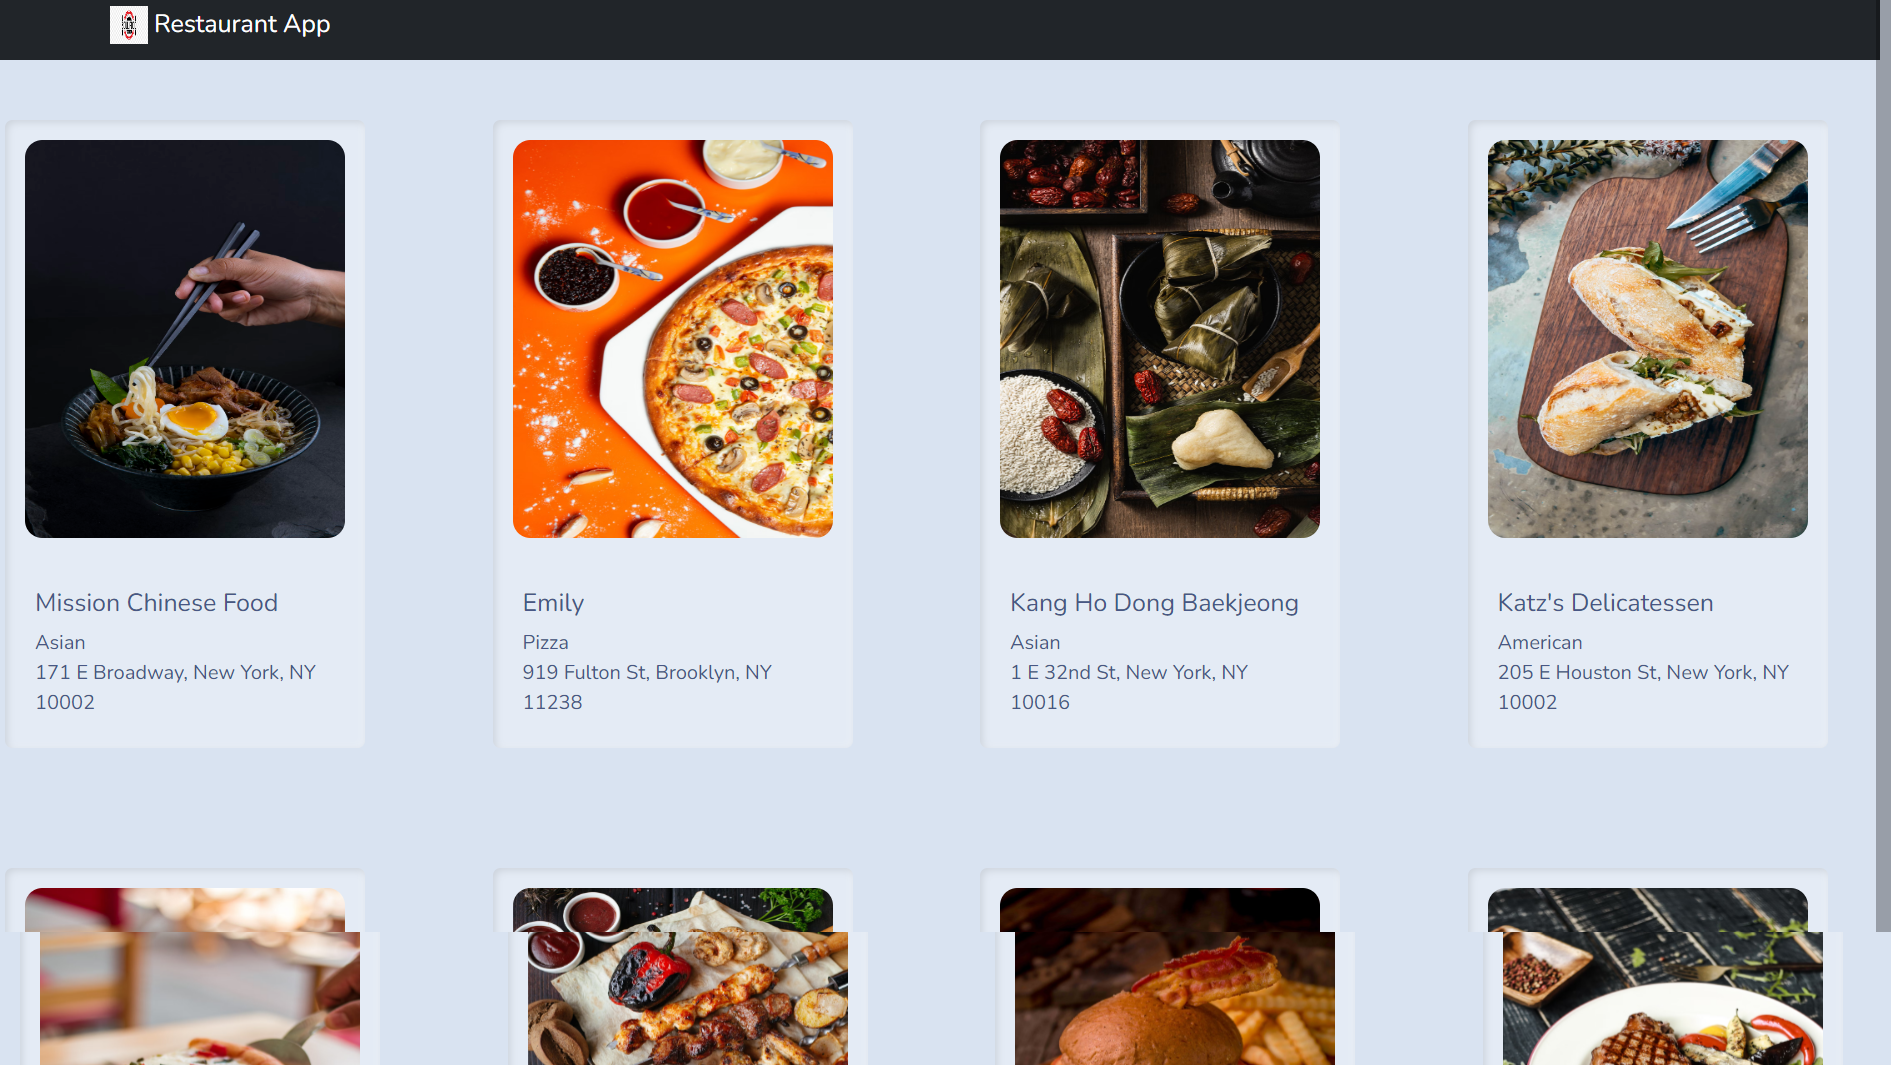 Restaurant App
Mission Chinese Food
Asian
171 E Broadway, New York, NY
10002
Emily
Pizza
919 Fulton St, Brooklyn, NY
11238
Kang Ho Dong Baekjeong
Asian
1 E 32nd St, New York, NY
10016
Katz's Delicatessen
American
205 E Houston St, New York, NY
10002